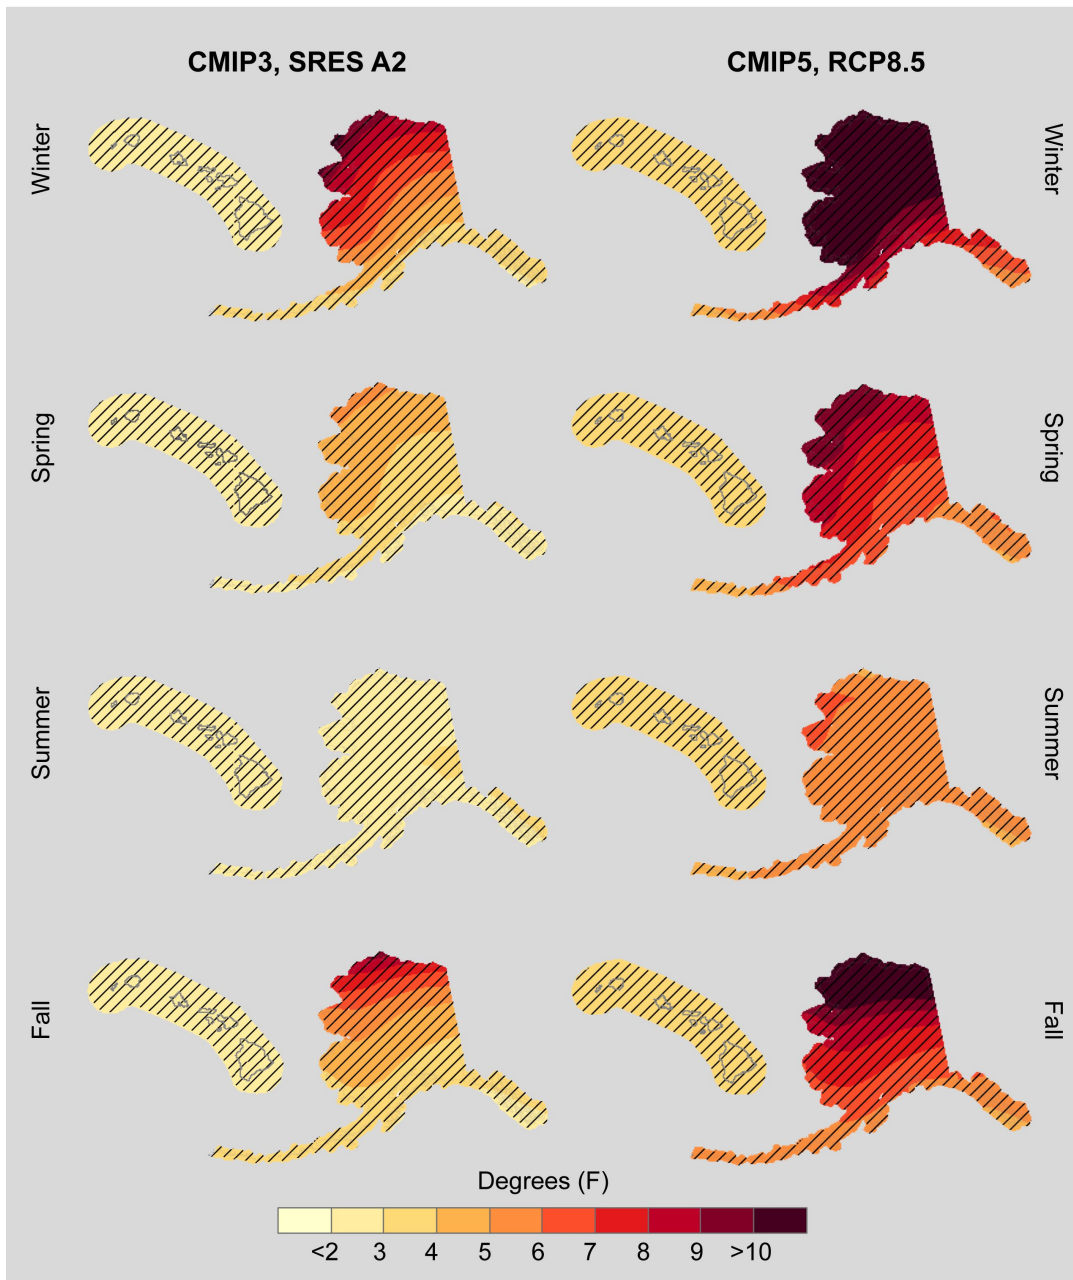 CMIP3, SRES A2
CMIP5, RCP8.5
Winter
Winter
Spring
Spring
Summer
Summer
Fall
Fall
Degrees (F)
<2 3 4 5 6 7 8 9 >10